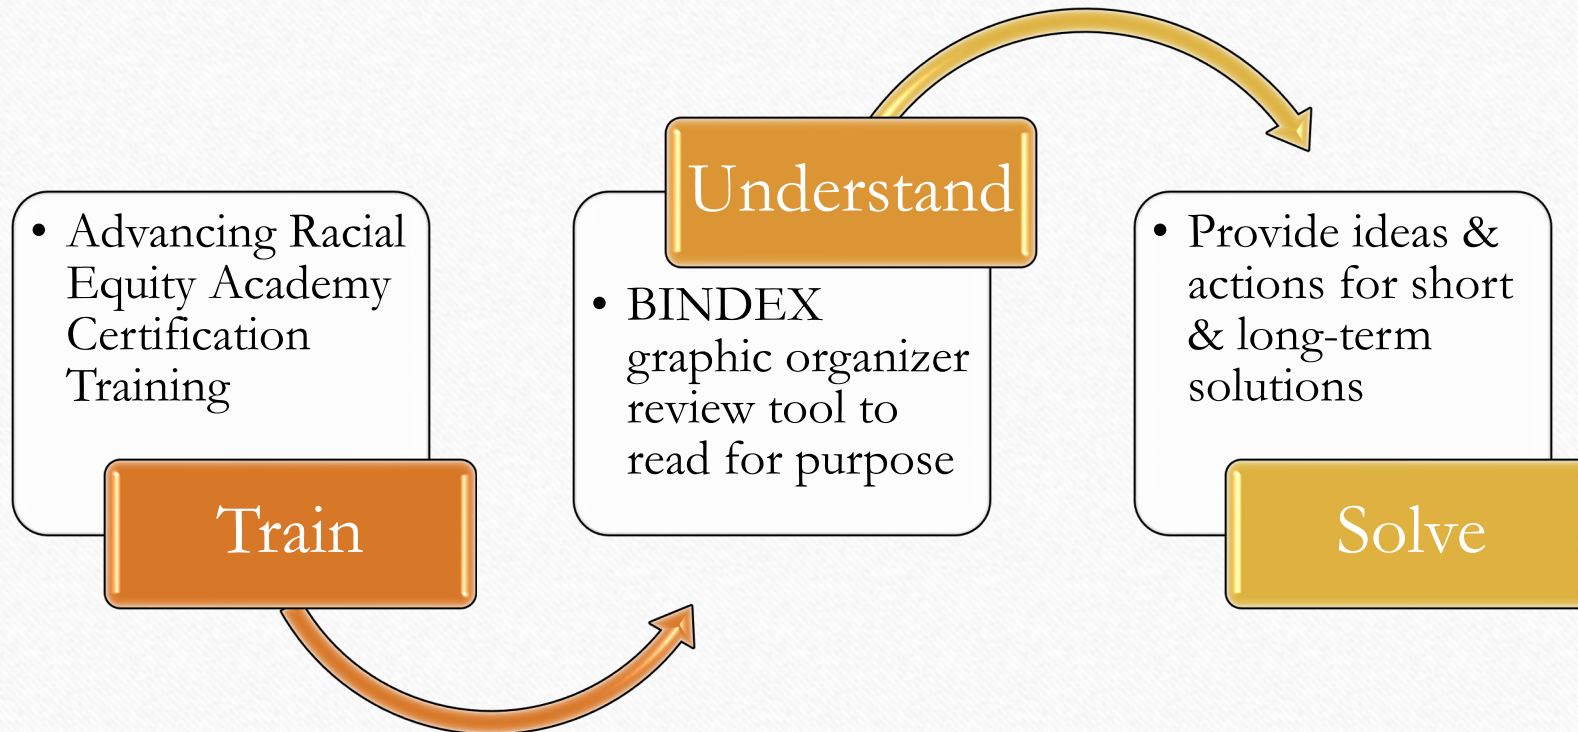 • Advancing Racial
Equity Academy
Certification
Training
Train
Understand
• BINDEX
graphic organizer
review tool to
read for purpose
• Provide ideas &
actions for short
& long-term
solutions
Solve